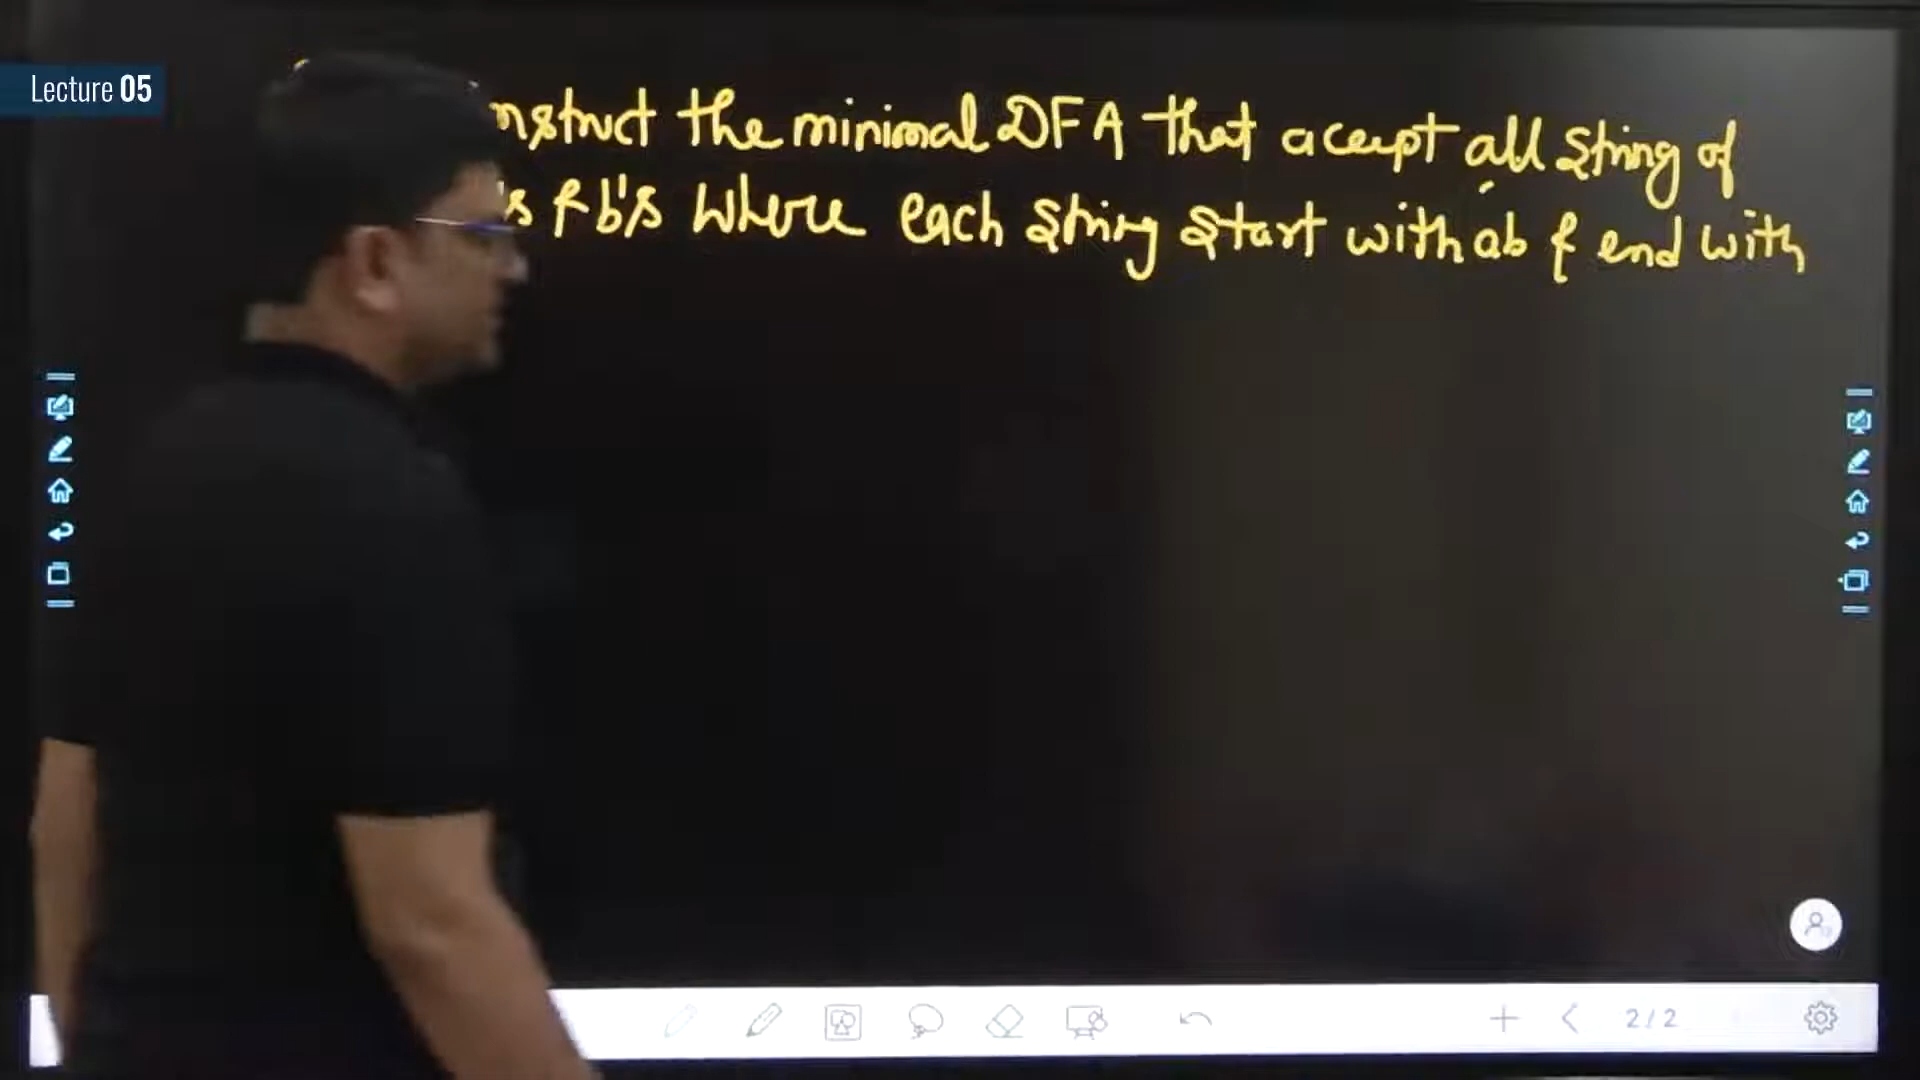 Lecture 05
nstruct the minimal DFA that aceept all string of
's & b's where each string start with ab & end with
2/2